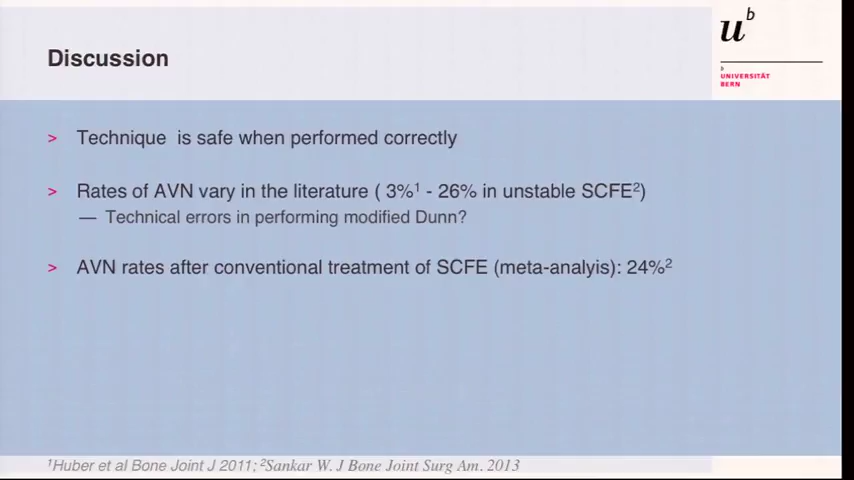 Discussion
u b
b
UNIVERSITÄT
BERN
> Technique is safe when performed correctly
> Rates of AVN vary in the literature ( 3%¹ - 26% in unstable SCFE²)
— Technical errors in performing modified Dunn?
> AVN rates after conventional treatment of SCFE (meta-analyis): 24%²
¹Huber et al Bone Joint J 2011; ²Sankar W. J Bone Joint Surg Am. 2013